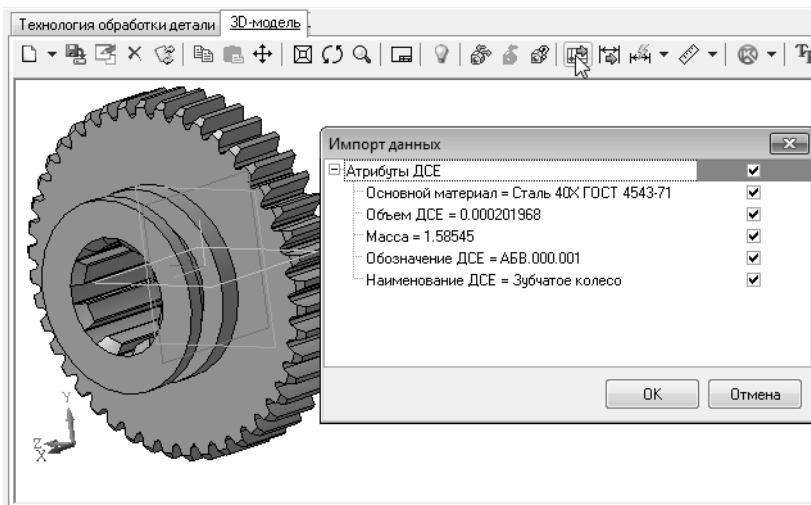 Технология обработки детали 3D-модель
Импорт данных
Атрибуты ДСЕ
Основной материал = Сталь 40Х ГОСТ 4543-71
Объем ДСЕ = 0.000201968
Масса = 1.58545
Обозначение ДСЕ = АБВ.000.001
Наименование ДСЕ = Зубчатое колесо
OK Отмена
Y
Z
X